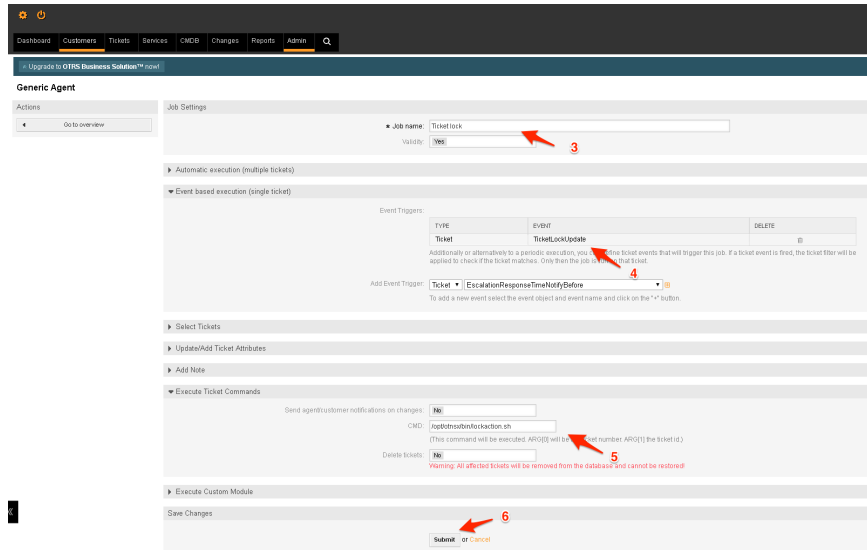 Dashboard Customers Tickets Services CMDB Changes Reports Admin
Upgrade to OTRS Business Solution™ now!
Generic Agent
Actions
Go to overview
Job Settings
★ Job name: Ticket lock
3
Validity: Yes
Automatic execution (multiple tickets)
Event based execution (single ticket)
Event Triggers:
TYPE EVENT DELETE
Ticket TicketLockUpdate
Additionally or alternatively to a periodic execution, you define ticket events that will trigger this job. If a ticket event is fired, the ticket filter will be
applied to check if the ticket matches. Only then the job is that ticket.
4
Add Event Trigger: Ticket EscalationResponseTimeNotifyBefore
To add a new event select the event object and event name and click on the "+" button.
Select Tickets
Update/Add Ticket Attributes
Add Note
Execute Ticket Commands
Send agent/customer notifications on changes: No
CMD: /opt/otnsx/bin/lockaction.sh
(This command will be executed. ARG[0] will be ticket number. ARG[1] the ticket id.)
5
Delete tickets: No
Warning: All affected tickets will be removed from the database and cannot be restored!
Execute Custom Module
Save Changes
6
Submit or Cancel